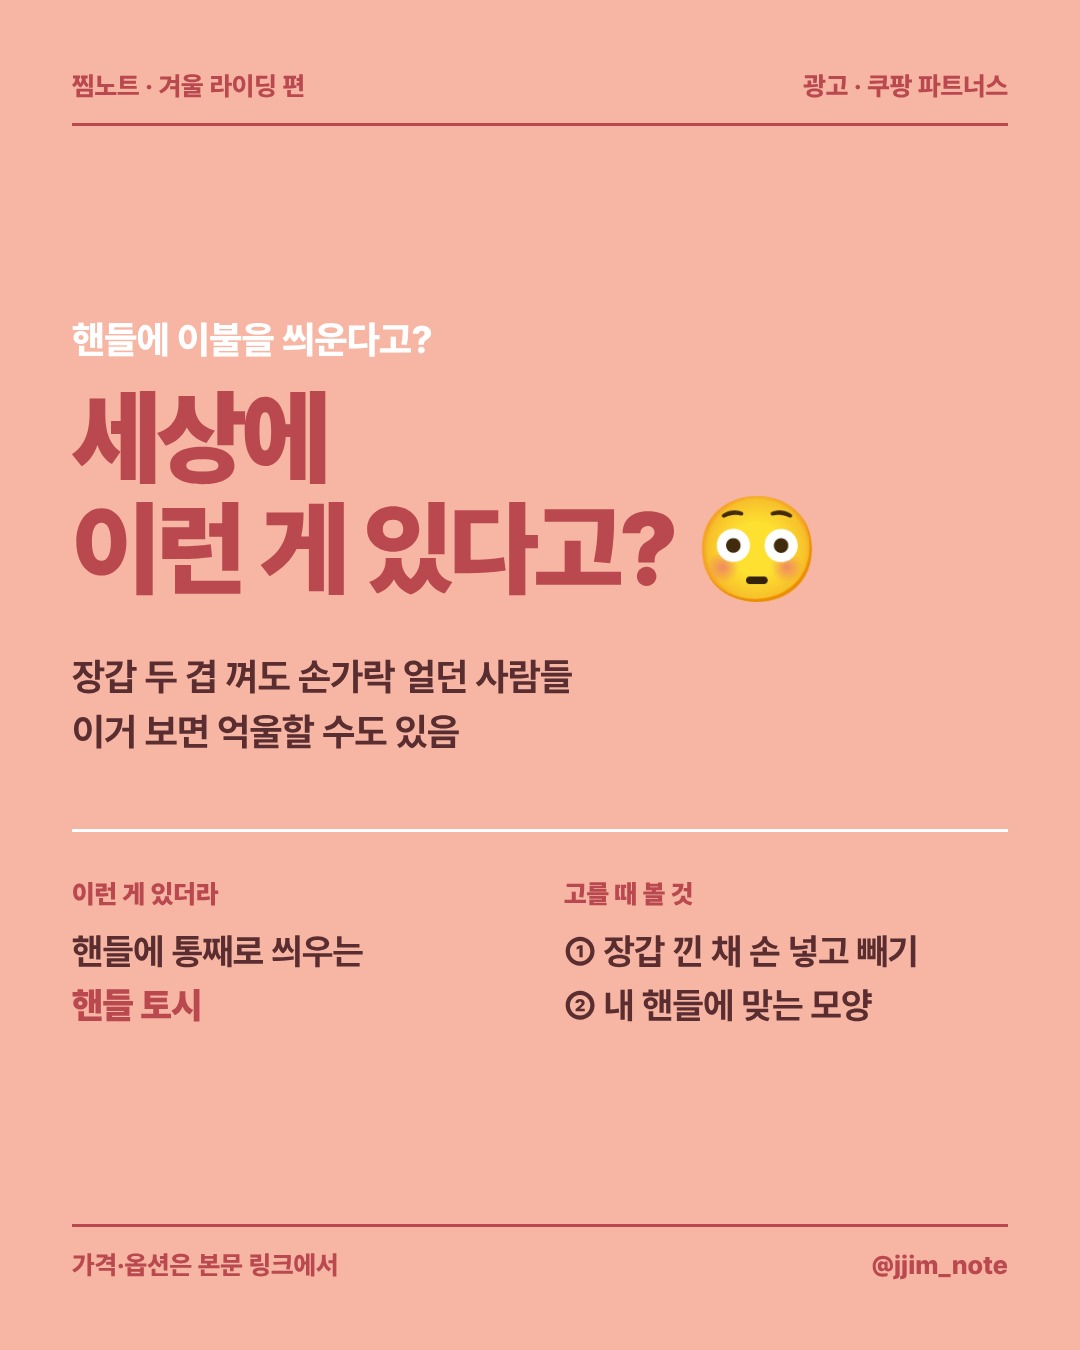 찜노트 · 겨울 라이딩 편
광고 · 쿠팡 파트너스
핸들에 이불을 씌운다고?
세상에
이런 게 있다고? 😳
장갑 두 겹 껴도 손가락 얼던 사람들
이거 보면 억울할 수도 있음
이런 게 있더라
핸들에 통째로 씌우는
핸들 토시
고를 때 볼 것
① 장갑 낀 채 손 넣고 빼기
② 내 핸들에 맞는 모양
가격·옵션은 본문 링크에서
@jjim_note